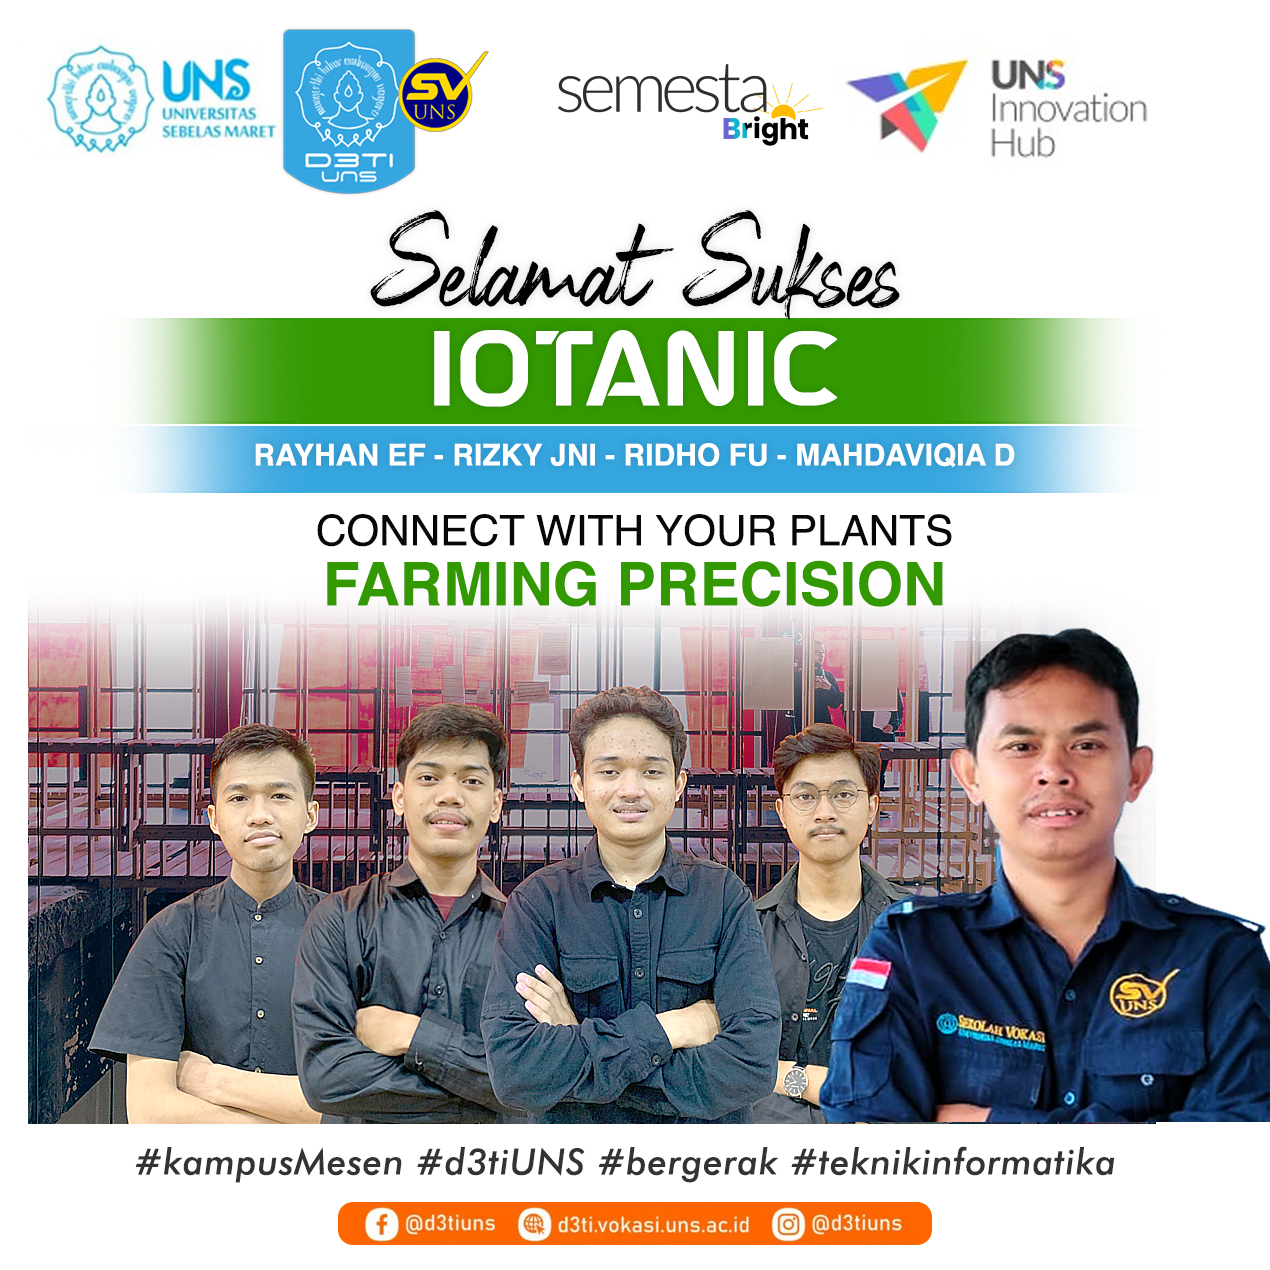 UNS
UNIVERSITAS
SEBELAS MARET
D3TI
UNS
SV
UNS
semesta
Bright
UNS
Innovation
Hub
Selamat Sukses
IOTANIC
RAYHAN EF - RIZKY JNI - RIDHO FU - MAHDAVIQIA D
CONNECT WITH YOUR PLANTS
FARMING PRECISION
SV
UNS
SEKOLAH VOKASI
#kampusMesen #d3tiUNS #bergerak #teknikinformatika
@d3tiuns d3ti.vokasi.uns.ac.id @d3tiuns